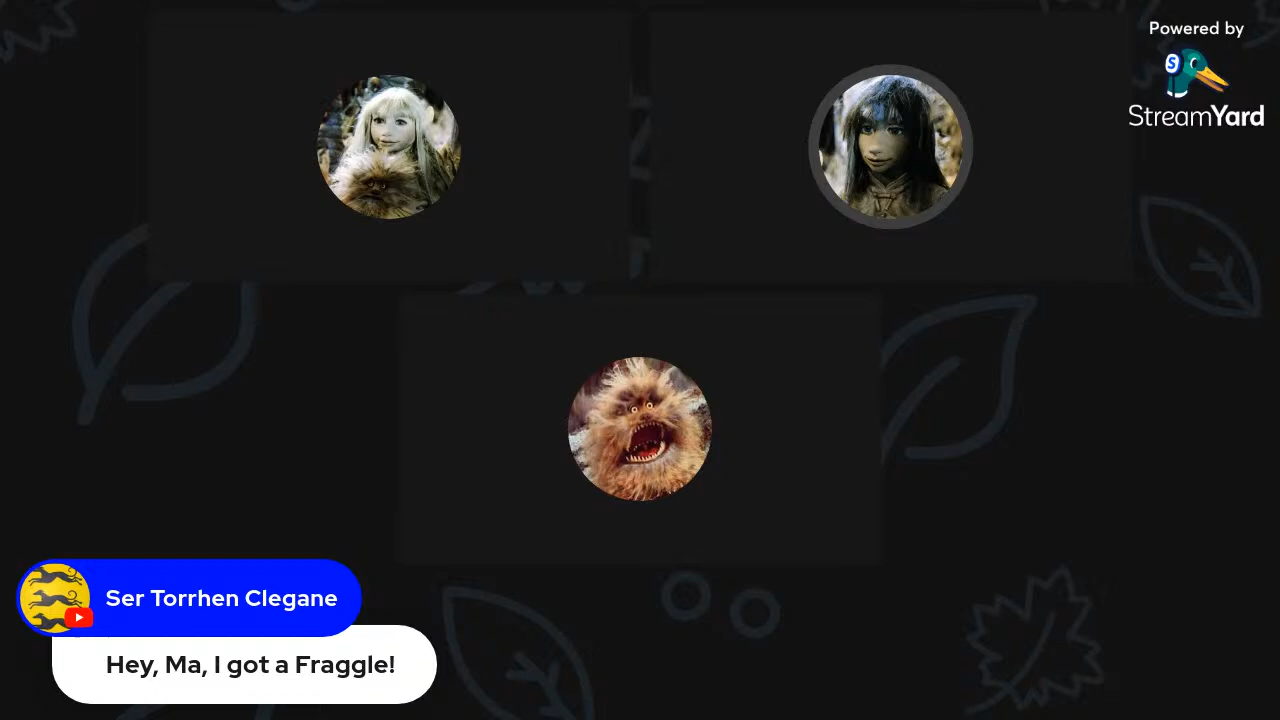 Powered by
StreamYard
Ser Torrhen Clegane
Hey, Ma, I got a Fraggle!